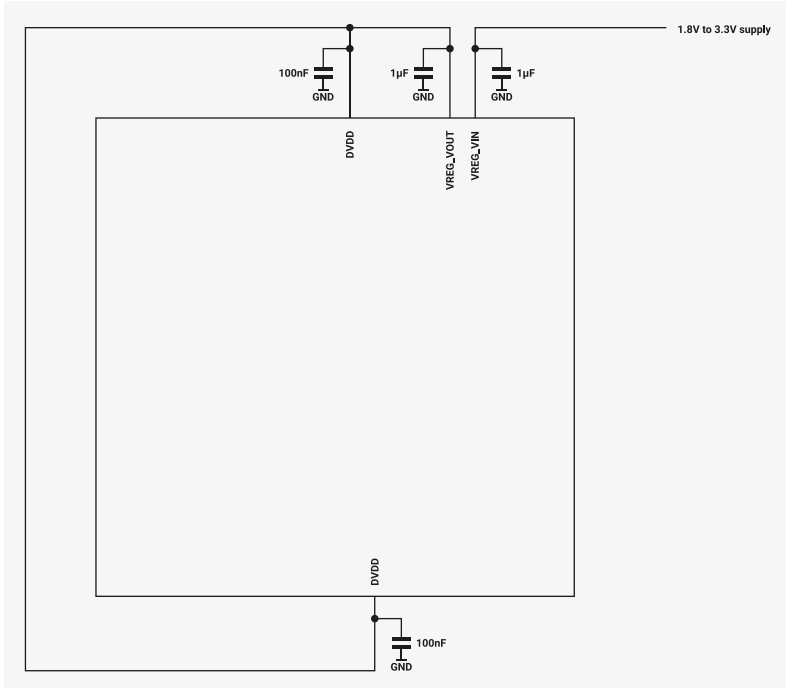 1.8V to 3.3V supply
100nF
1µF
1µF
GND
GND
GND
DVDD
VREG_VOUT
VREG_VIN
DVDD
100nF
GND